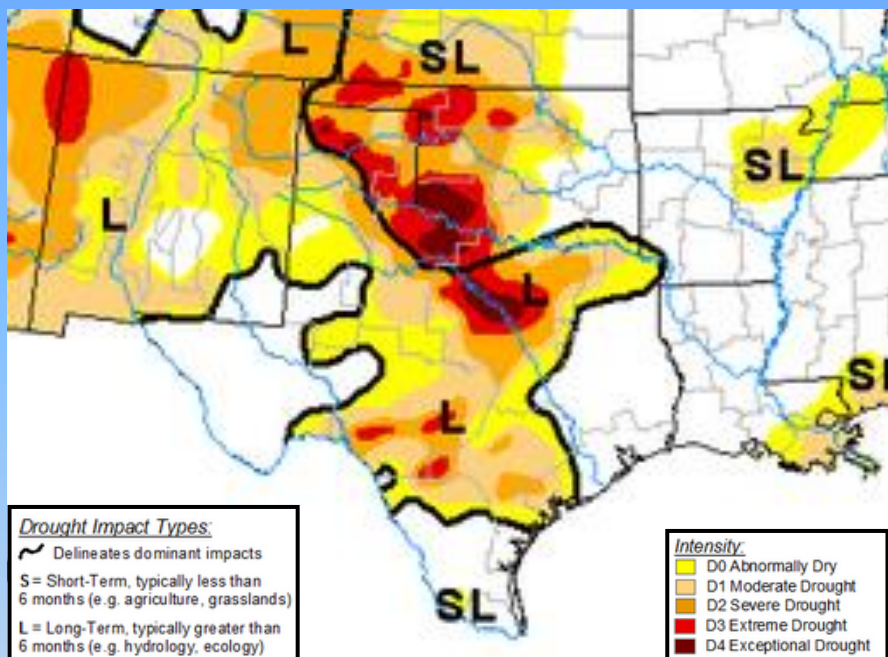 L
SL
SL
L
L
SL
L
SL
Drought Impact Types:
Delineates dominant impacts
S = Short-Term, typically less than
6 months (e.g. agriculture, grasslands)
L = Long-Term, typically greater than
6 months (e.g. hydrology, ecology)
Intensity:
D0 Abnormally Dry
D1 Moderate Drought
D2 Severe Drought
D3 Extreme Drought
D4 Exceptional Drought